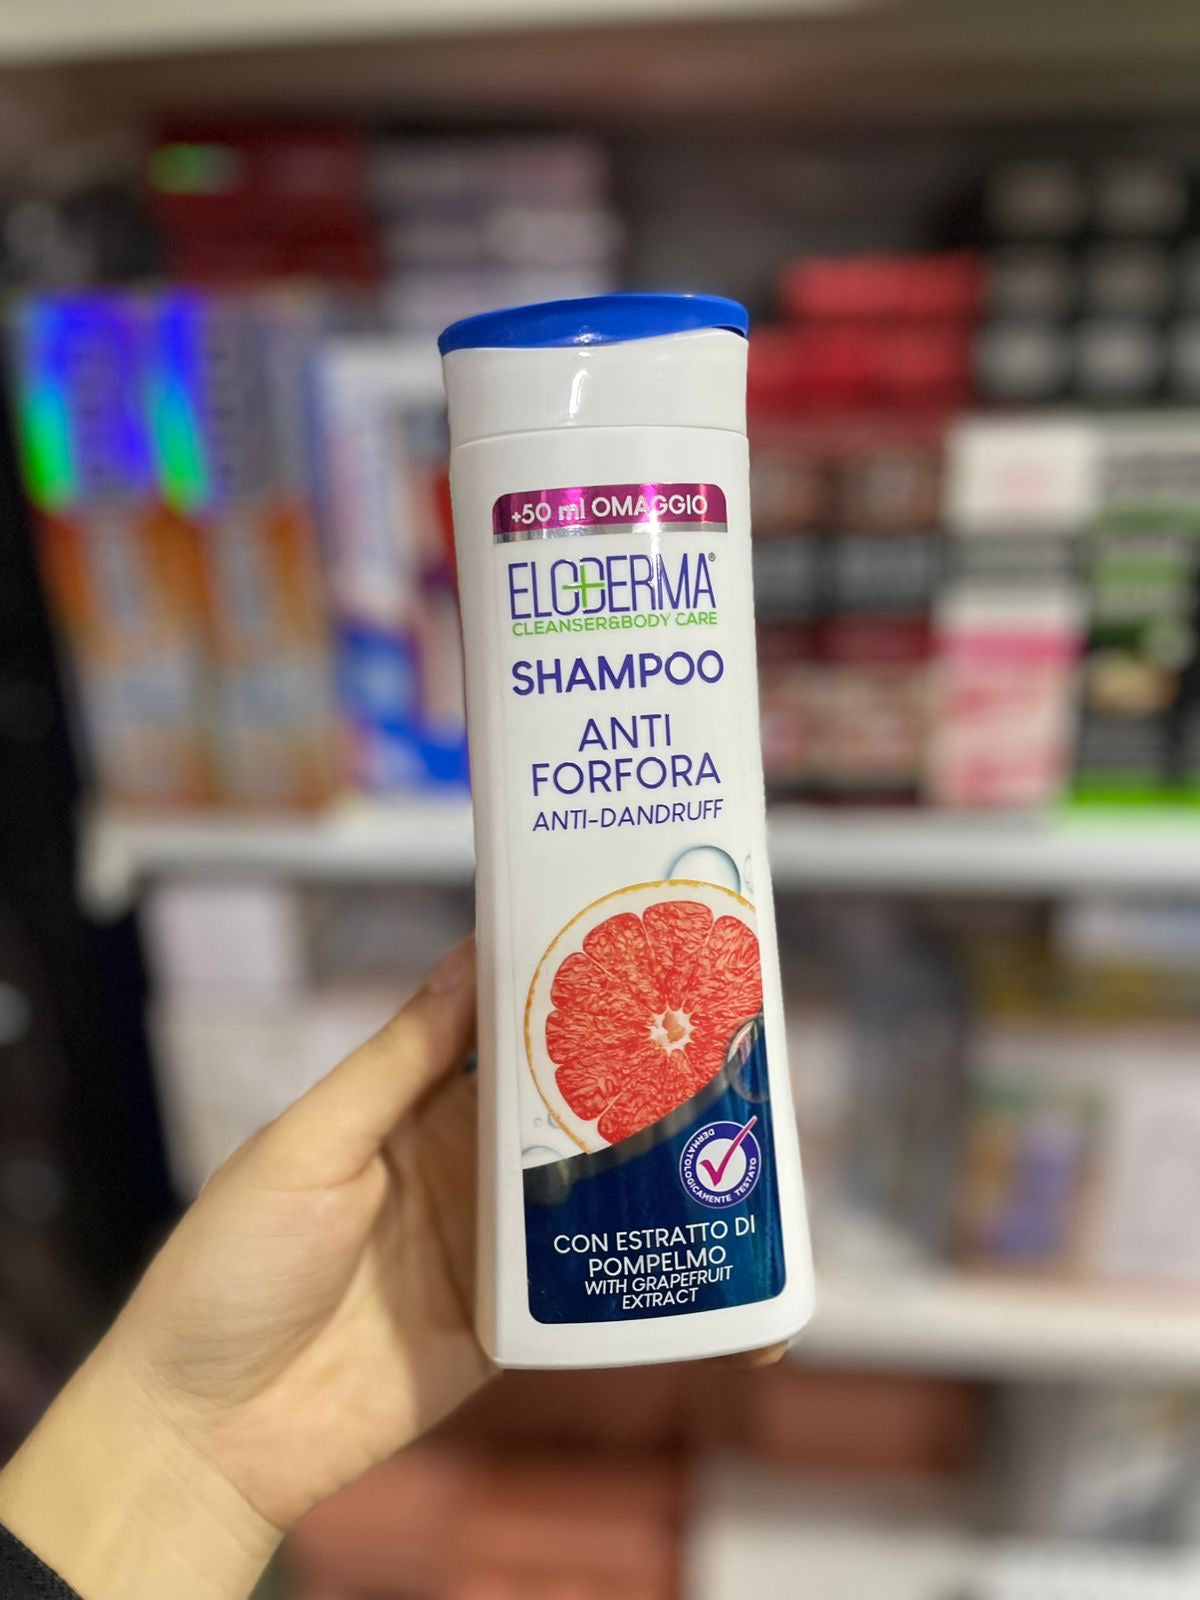 +50 ml OMAGGIO
ELODERMA®
CLEANSER&BODY CARE
SHAMPOO
ANTI
FORFORA
ANTI-DANDRUFF
DERMATOLOGICAMENTE TESTATO
CON ESTRATTO DI
POMPELMO
WITH GRAPEFRUIT
EXTRACT